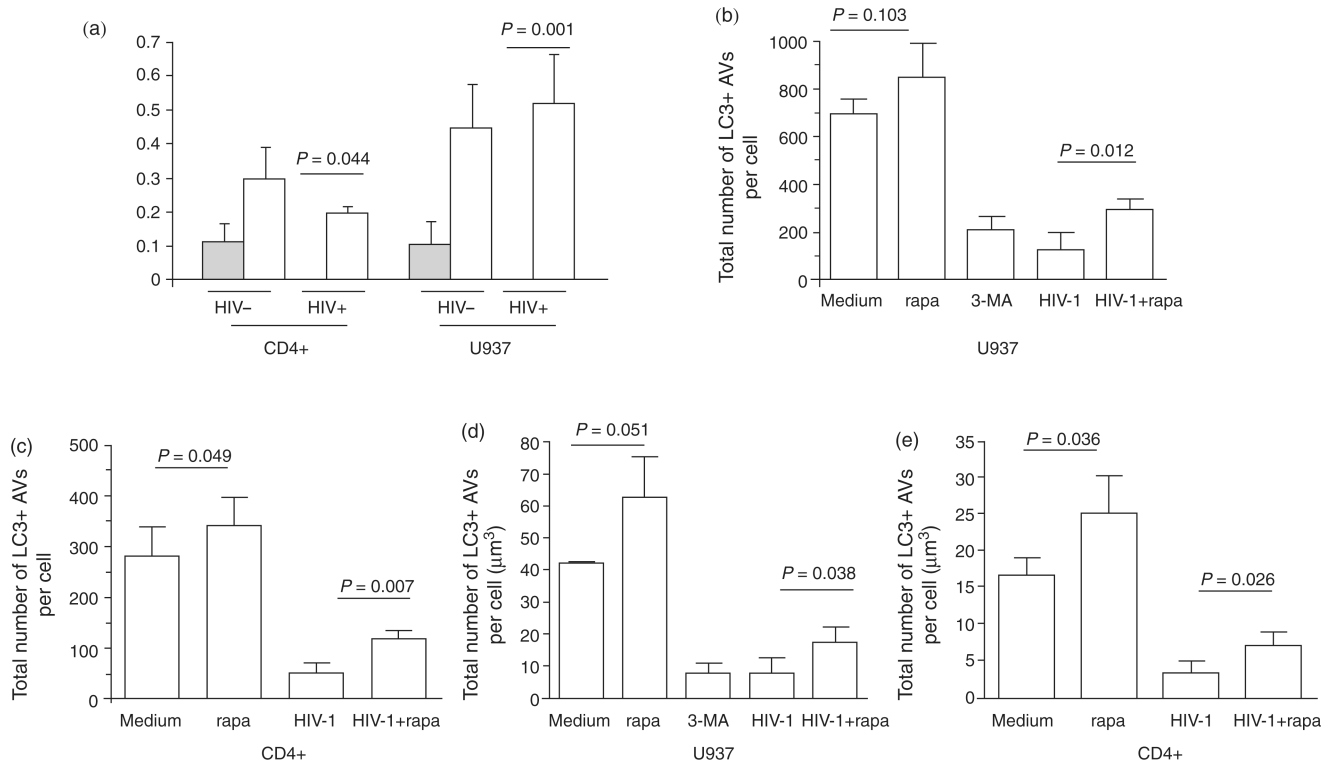 (a)
0.7
0.6
0.5
0.4
0.3
0.2
0.1
0
P = 0.044
P = 0.001
HIV– HIV+ HIV– HIV+
CD4+ U937
(b)
Total number of LC3+ AVs
per cell
1000
800
600
400
200
0
P = 0.103
P = 0.012
Medium rapa 3-MA HIV-1 HIV-1+rapa
U937
(c)
Total number of LC3+ AVs
per cell
500
400
300
200
100
0
P = 0.049
P = 0.007
Medium rapa HIV-1 HIV-1+rapa
CD4+
(d)
Total number of LC3+ AVs
per cell (μm³)
80
70
60
50
40
30
20
10
0
P = 0.051
P = 0.038
Medium rapa 3-MA HIV-1 HIV-1+rapa
U937
(e)
Total number of LC3+ AVs
per cell (μm³)
35
30
25
20
15
10
5
0
P = 0.036
P = 0.026
Medium rapa HIV-1 HIV-1+rapa
CD4+